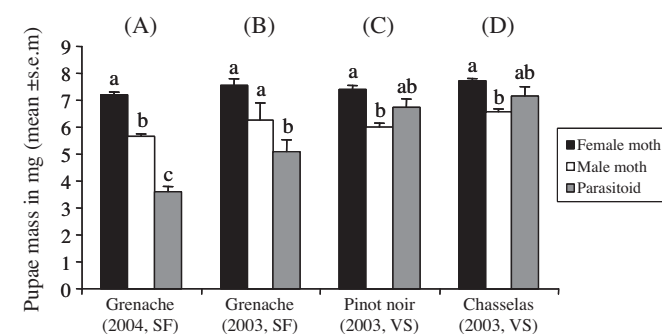 (A) (B) (C) (D)
Pupae mass in mg (mean ±s.e.m)
9
8
7
6
5
4
3
2
1
0
a b c
a a b
a b ab
a b ab
Female moth
Male moth
Parasitoid
Grenache Grenache Pinot noir Chasselas
(2004, SF) (2003, SF) (2003, VS) (2003, VS)